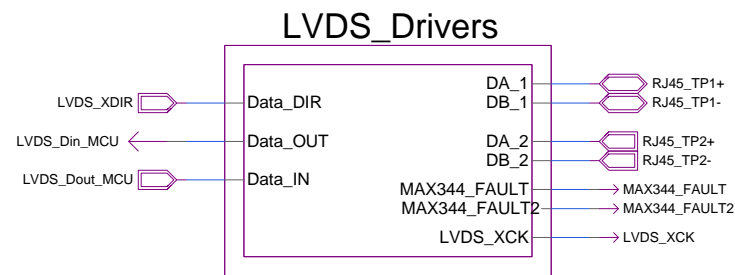 LVDS_Drivers
LVDS_XDIR Data_DIR DA_1 RJ45_TP1+
DB_1 RJ45_TP1-
LVDS_Din_MCU Data_OUT DA_2 RJ45_TP2+
DB_2 RJ45_TP2-
LVDS_Dout_MCU Data_IN MAX344_FAULT MAX344_FAULT
MAX344_FAULT2 MAX344_FAULT2
LVDS_XCK LVDS_XCK